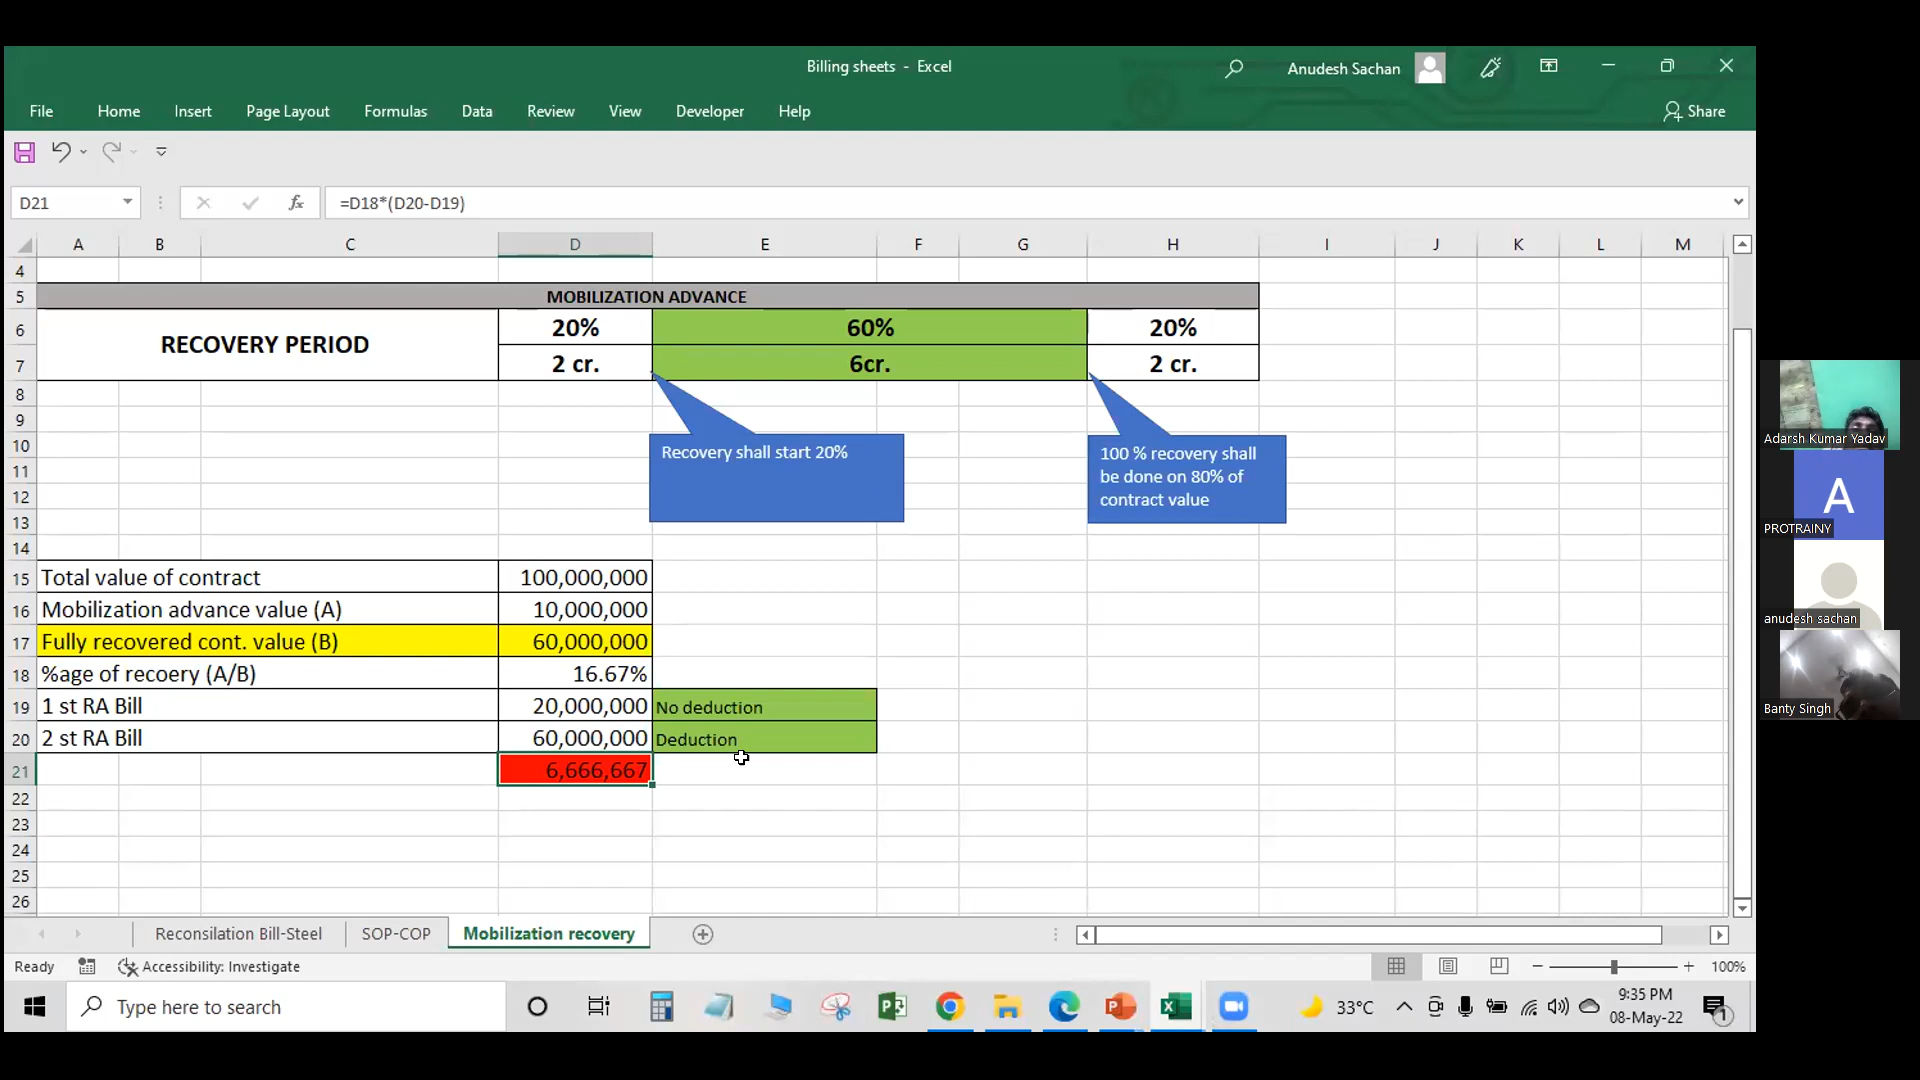 Billing sheets - Excel
Anudesh Sachan
File Home Insert Page Layout Formulas Data Review View Developer Help
Share
D21
fx
=D18*(D20-D19)
A B C D E F G H I J K L M
4
5 MOBILIZATION ADVANCE
6 20% 60% 20%
RECOVERY PERIOD
7 2 cr. 6cr. 2 cr.
8
9
10
11
12
13
14
Recovery shall start 20%
100 % recovery shall
be done on 80% of
contract value
15 Total value of contract 100,000,000
16 Mobilization advance value (A) 10,000,000
17 Fully recovered cont. value (B) 60,000,000
18 %age of recoery (A/B) 16.67%
19 1 st RA Bill 20,000,000 No deduction
20 2 st RA Bill 60,000,000 Deduction
21 6,666,667
22
23
24
25
26
Reconsilation Bill-Steel SOP-COP Mobilization recovery
Ready Accessibility: Investigate 100%
Type here to search
33°C
9:35 PM
08-May-22
1
Adarsh Kumar Yadav
A
PROTRAINY
anudesh sachan
Banty Singh